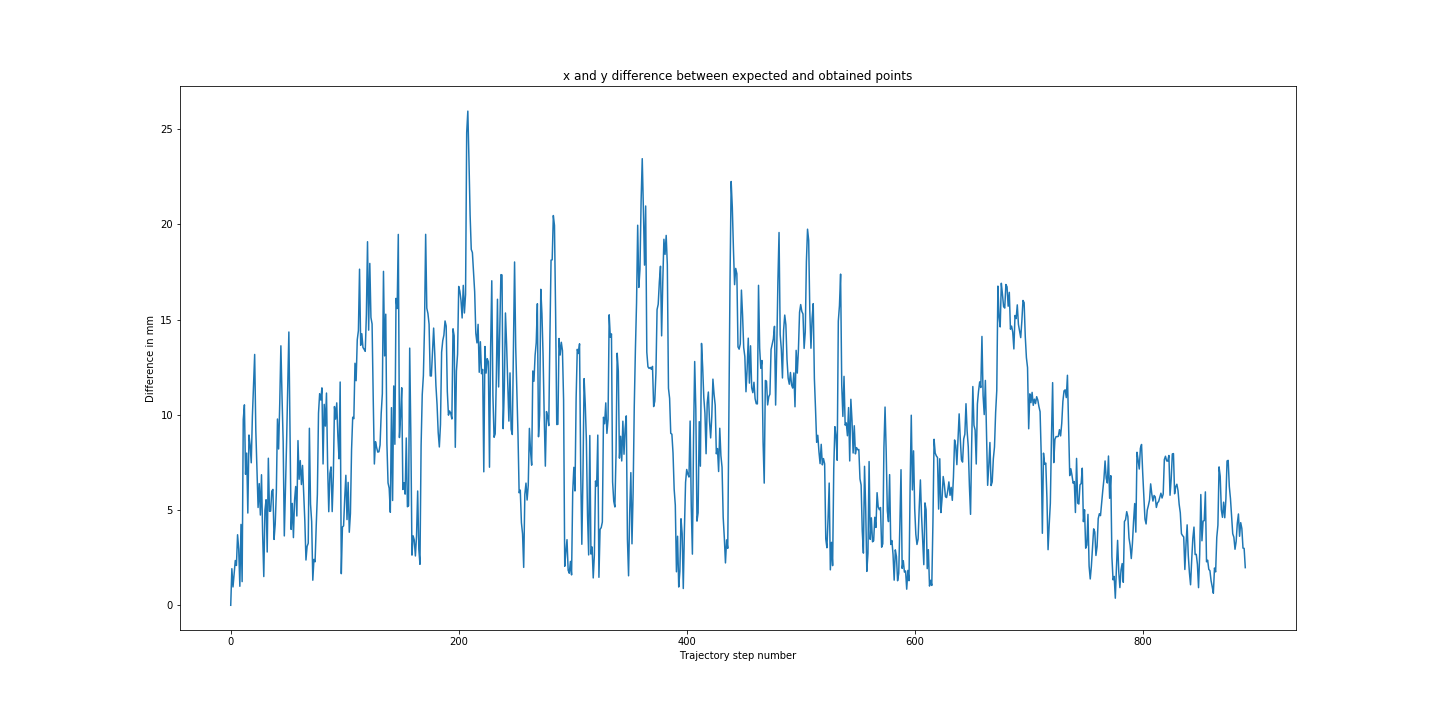 x and y difference between expected and obtained points
25
20
15
10
5
0
Difference in mm
0 200 400 600 800
Trajectory step number